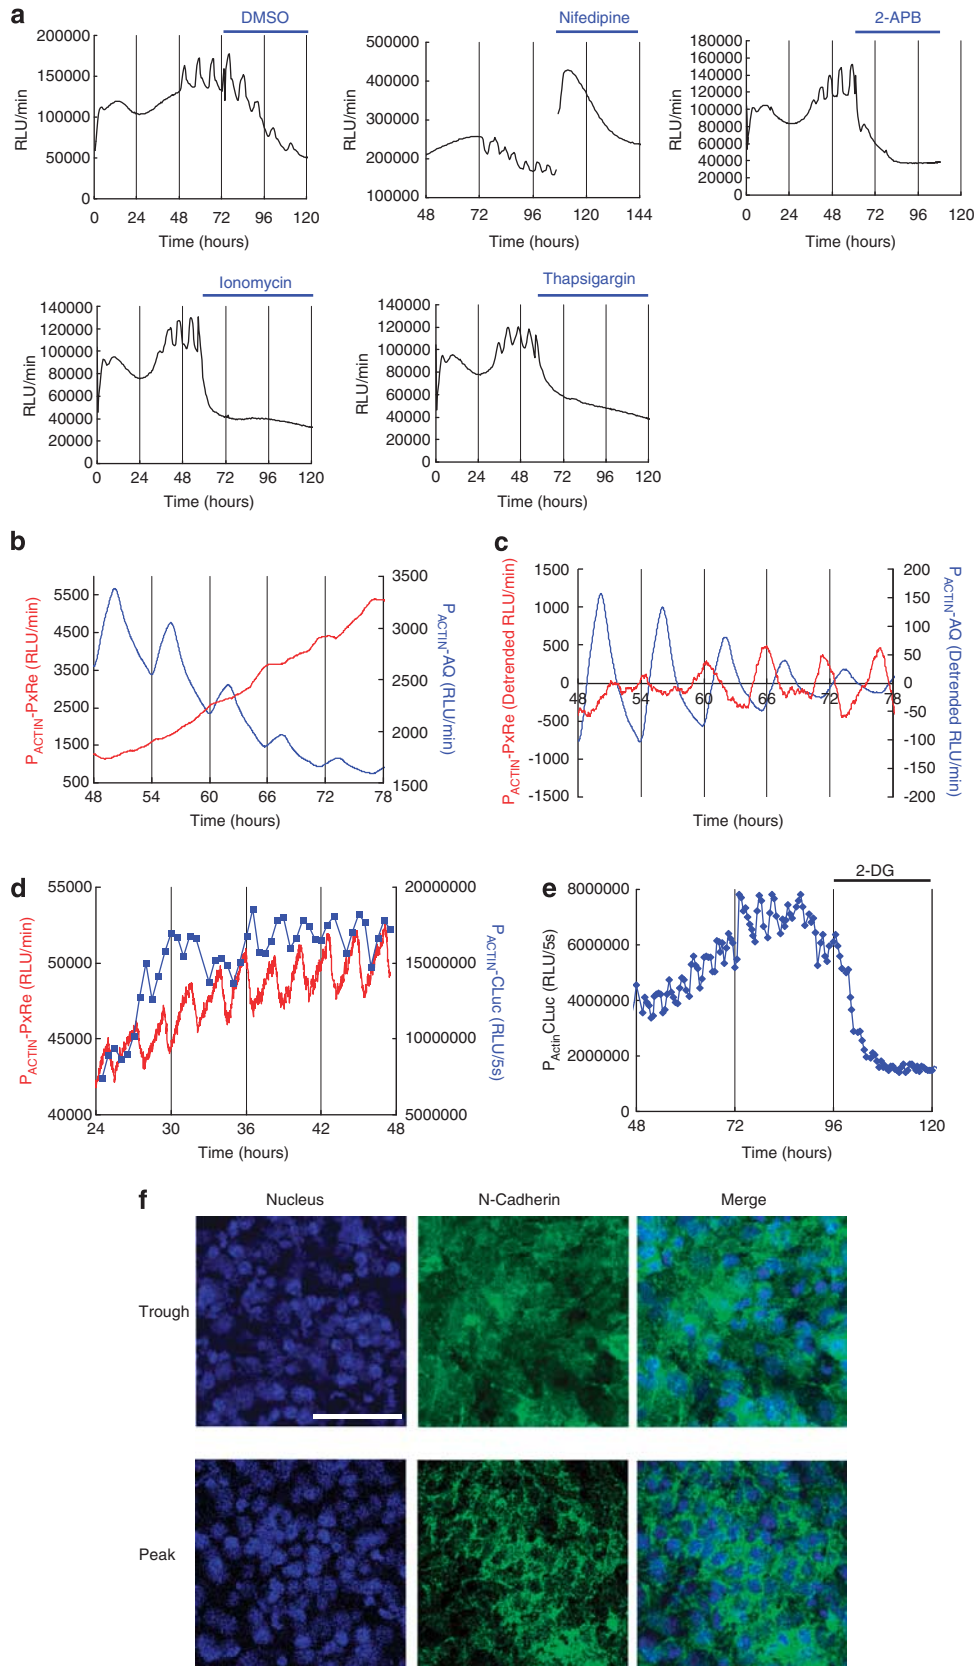 a
DMSO
200000
150000
100000
50000
0
RLU/min
0 24 48 72 96 120
Time (hours)
Nifedipine
500000
400000
300000
200000
100000
RLU/min
48 72 96 120 144
Time (hours)
2-APB
180000
160000
140000
120000
100000
80000
60000
40000
20000
0
RLU/min
0 24 48 72 96 120
Time (hours)
Ionomycin
140000
120000
100000
80000
60000
40000
20000
0
RLU/min
0 24 48 72 96 120
Time (hours)
Thapsigargin
140000
120000
100000
80000
60000
40000
20000
0
RLU/min
0 24 48 72 96 120
Time (hours)
b
PACTIN-PxRe (RLU/min)
5500
4500
3500
2500
1500
500
3500
3000
2500
2000
1500
PACTIN-AQ (RLU/min)
48 54 60 66 72 78
Time (hours)
c
PACTIN-PxRe (Detrended RLU/min)
1500
1000
500
0
-500
-1000
-1500
200
150
100
50
0
-50
-100
-150
-200
PACTIN-AQ (Detrended RLU/min)
48 54 60 66 72 78
Time (hours)
d
PACTIN-PxRe (RLU/min)
55000
50000
45000
40000
20000000
15000000
10000000
5000000
PACTIN-CLuc (RLU/5s)
24 30 36 42 48
Time (hours)
e
2-DG
PActinCLuc (RLU/5s)
8000000
6000000
4000000
2000000
0
48 72 96 120
Time (hours)
f
Nucleus N-Cadherin Merge
Trough
Peak